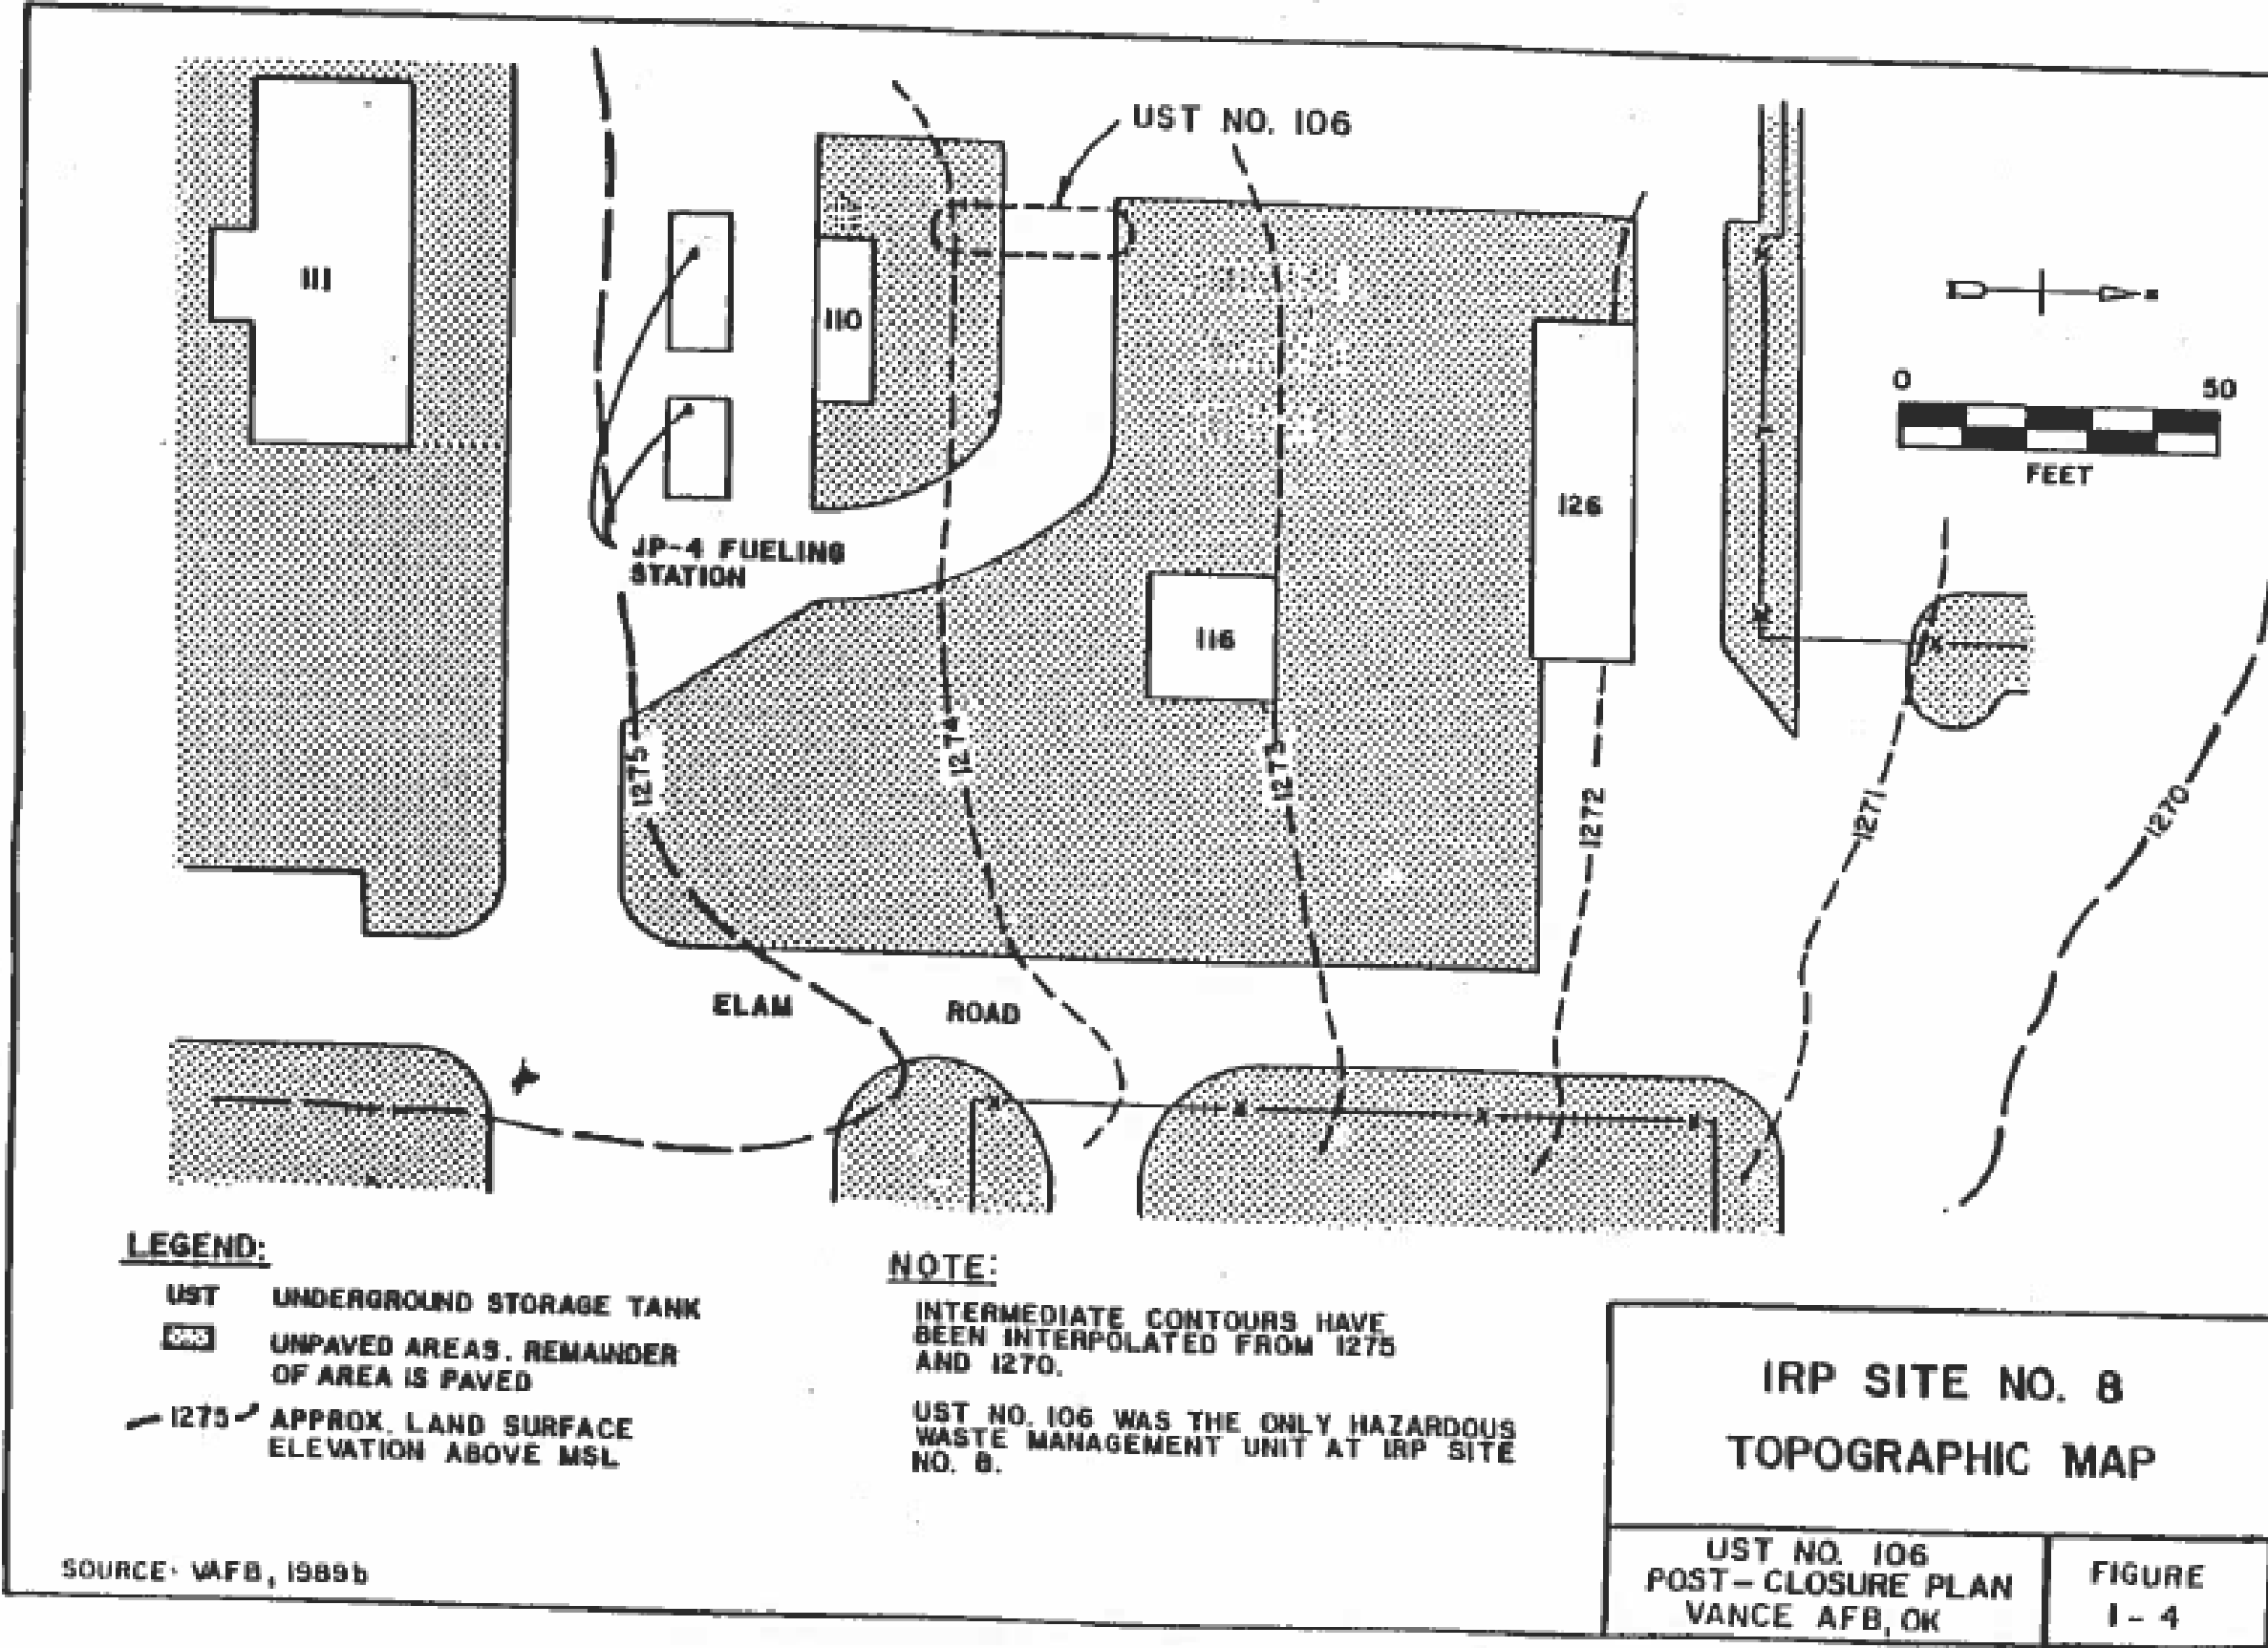 UST NO. 106
111
110
0 50
FEET
126
JP-4 FUELING
STATION
116
1275
1274
1273
1272
1271
1270
ELAM ROAD
LEGEND:
UST UNDERGROUND STORAGE TANK
UNPAVED AREAS. REMAINDER
OF AREA IS PAVED
1275 APPROX. LAND SURFACE
ELEVATION ABOVE MSL
NOTE:
INTERMEDIATE CONTOURS HAVE
BEEN INTERPOLATED FROM 1275
AND 1270.
UST NO. 106 WAS THE ONLY HAZARDOUS
WASTE MANAGEMENT UNIT AT IRP SITE
NO. 8.
SOURCE: VAFB, 1989b
IRP SITE NO. 8
TOPOGRAPHIC MAP
UST NO. 106
POST-CLOSURE PLAN
VANCE AFB, OK
FIGURE
1-4